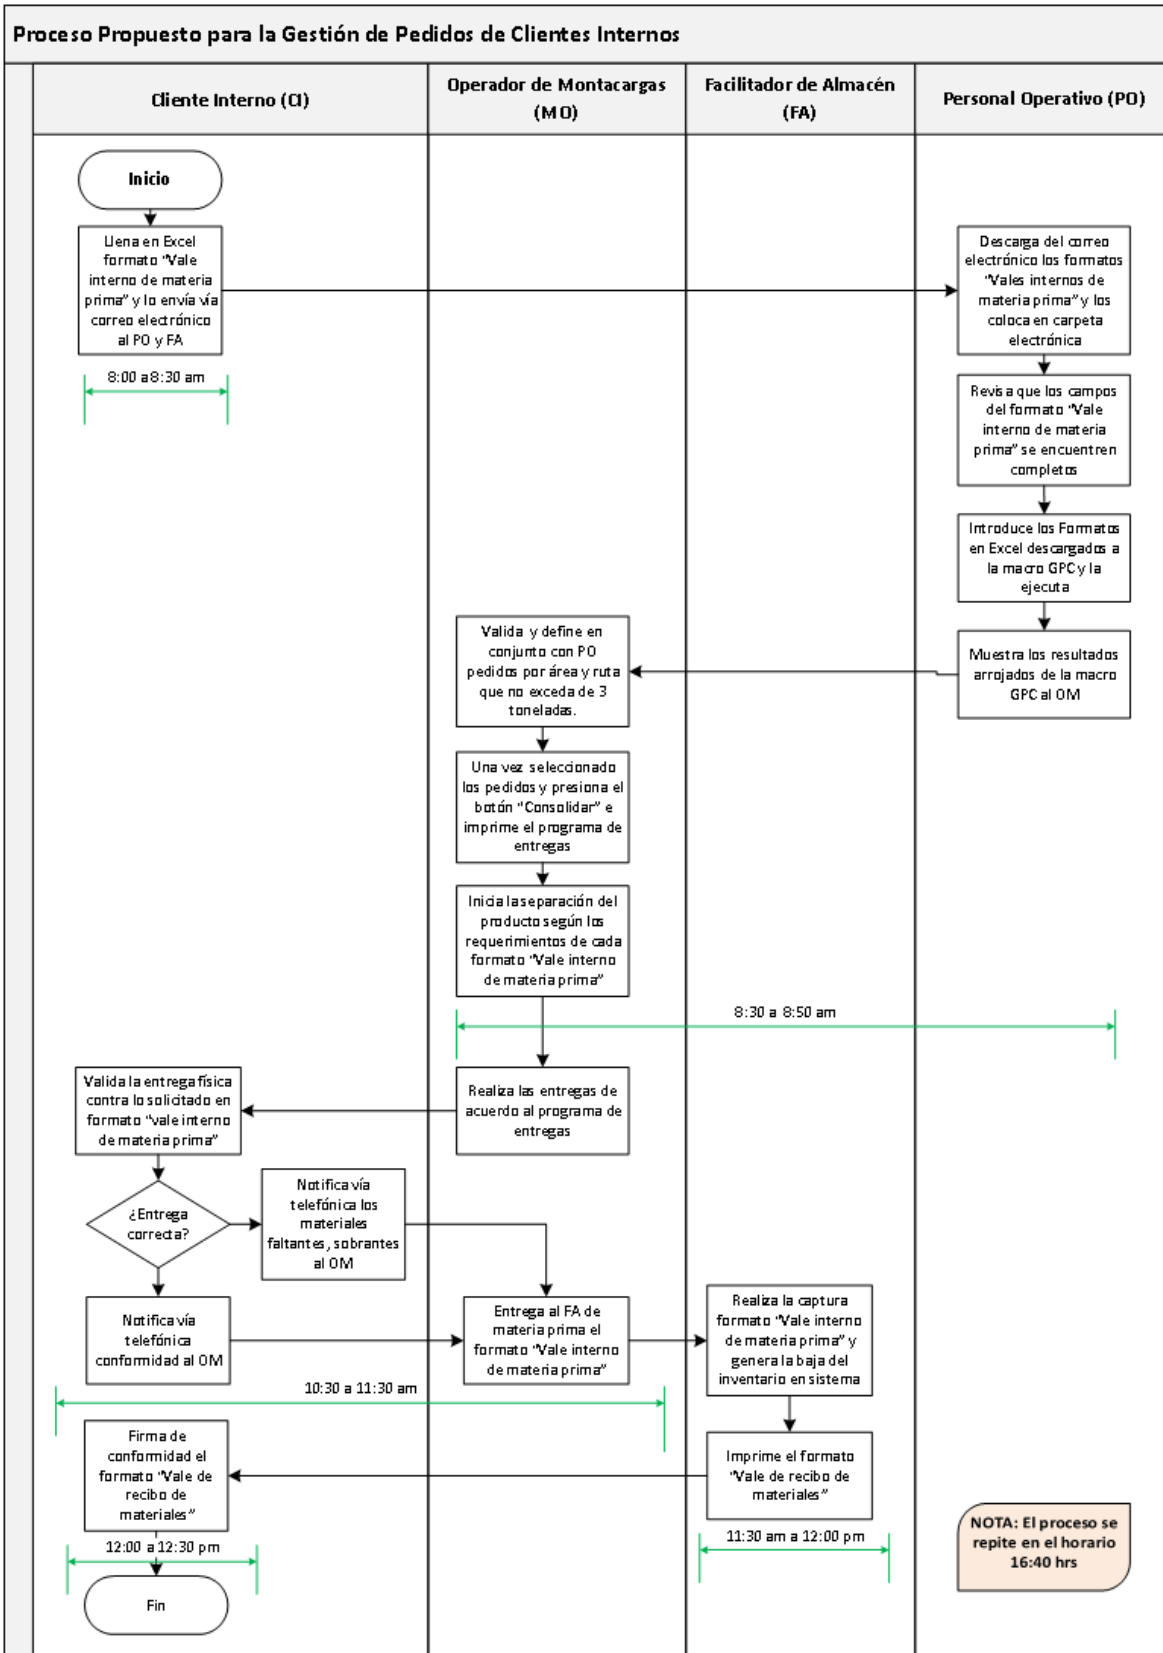 Proceso Propuesto para la Gestión de Pedidos de Clientes Internos
Cliente Interno (CI)
Operador de Montacargas
(MO)
Facilitador de Almacén
(FA)
Personal Operativo (PO)
Inicio
Llena en Excel
formato "Vale
interno de materia
prima" y lo envía vía
correo electrónico
al PO y FA
8:00 a 8:30 am
Descarga del correo
electrónico los formatos
"Vales internos de
materia prima" y los
coloca en carpeta
electrónica
Revisa que los campos
del formato "Vale
interno de materia
prima" se encuentren
completos
Introduce los Formatos
en Excel descargados a
la macro GPC y la
ejecuta
Muestra los resultados
arrojados de la macro
GPC al OM
Valida y define en
conjunto con PO
pedidos por área y ruta
que no exceda de 3
toneladas.
Una vez seleccionado
los pedidos y presiona el
botón "Consolidar" e
imprime el programa de
entregas
Inicia la separación del
producto según los
requerimientos de cada
formato "Vale interno
de materia prima"
8:30 a 8:50 am
Realiza las entregas de
acuerdo al programa de
entregas
Valida la entrega física
contra lo solicitado en
formato "vale interno
de materia prima"
¿Entrega
correcta?
Notifica vía
telefónica los
materiales
faltantes, sobrantes
al OM
Notifica vía
telefónica
conformidad al OM
Entrega al FA de
materia prima el
formato "Vale interno
de materia prima"
Realiza la captura
formato "Vale interno
de materia prima" y
genera la baja del
inventario en sistema
10:30 a 11:30 am
Imprime el formato
"Vale de recibo de
materiales"
11:30 am a 12:00 pm
Firma de
conformidad el
formato "Vale de
recibo de
materiales"
12:00 a 12:30 pm
Fin
NOTA: El proceso se
repite en el horario
16:40 hrs